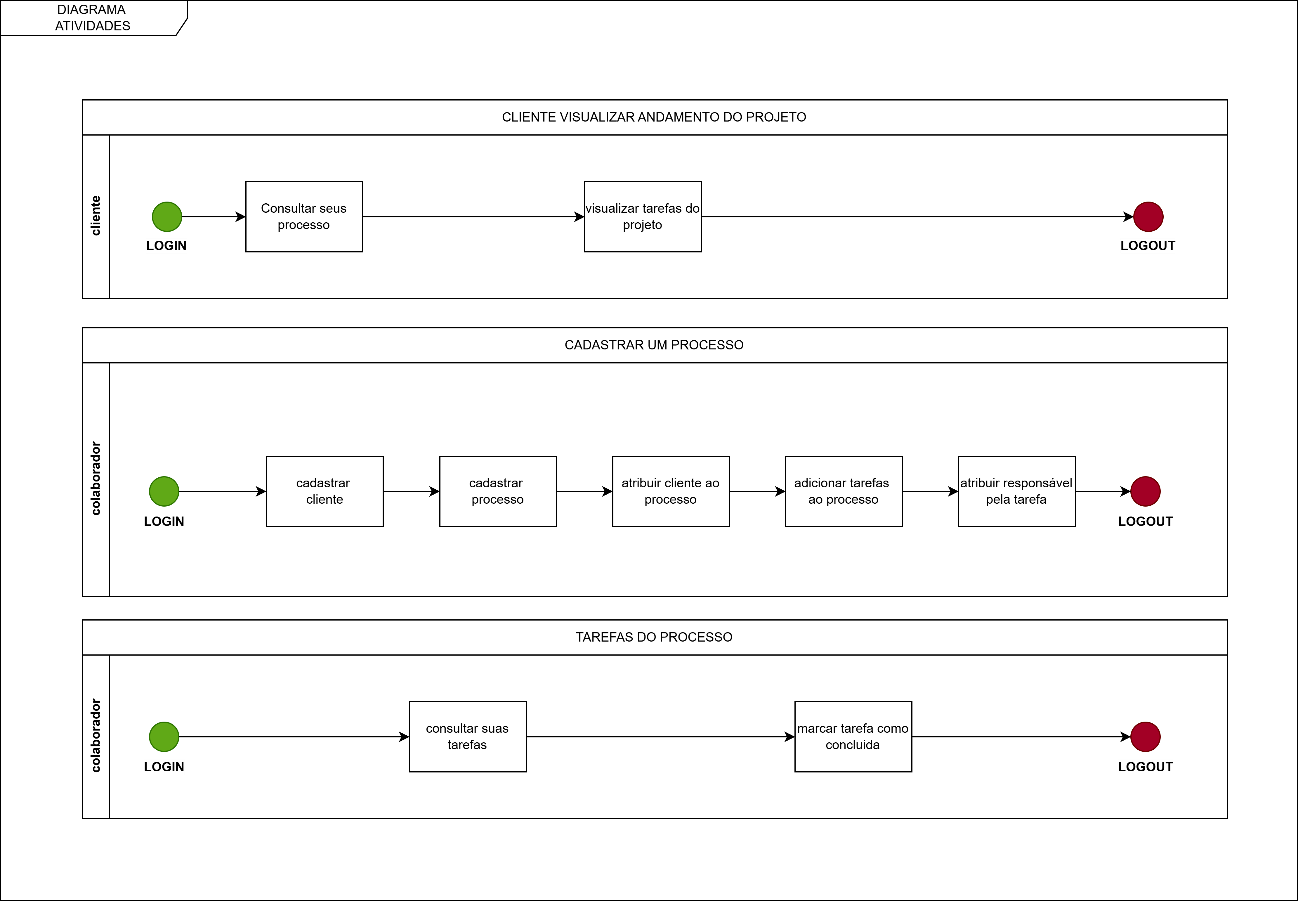 DIAGRAMA
ATIVIDADES
CLIENTE VISUALIZAR ANDAMENTO DO PROJETO
cliente
LOGIN
Consultar seus
processo
visualizar tarefas do
projeto
LOGOUT
CADASTRAR UM PROCESSO
colaborador
LOGIN
cadastrar
cliente
cadastrar
processo
atribuir cliente ao
processo
adicionar tarefas
ao processo
atribuir responsável
pela tarefa
LOGOUT
TAREFAS DO PROCESSO
colaborador
LOGIN
consultar suas
tarefas
marcar tarefa como
concluida
LOGOUT